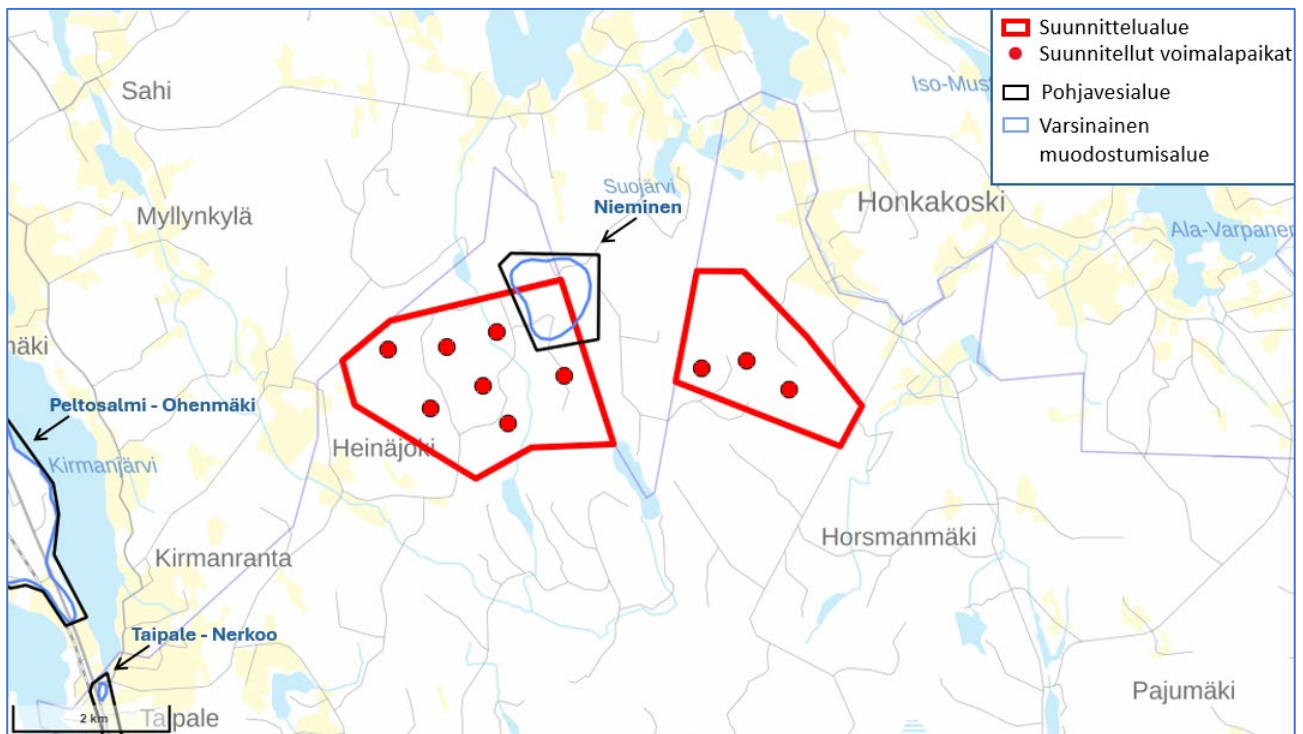 Suunnittelualue
Suunnitellut voimalapaikat
Pohjavesialue
Varsinainen
muodostumisalue
Iso-Must
Sahi
Suojärvi
Nieminen
Honkakoski
Myllynkylä
Ala-Varpanen
mäki
Peltosalmi - Ohenmäki
Heinäjoki
Kirmanjärvi
Kirmanranta
Horsmanmäki
Taipale - Nerkoo
Pajumäki
2 km
Taipale